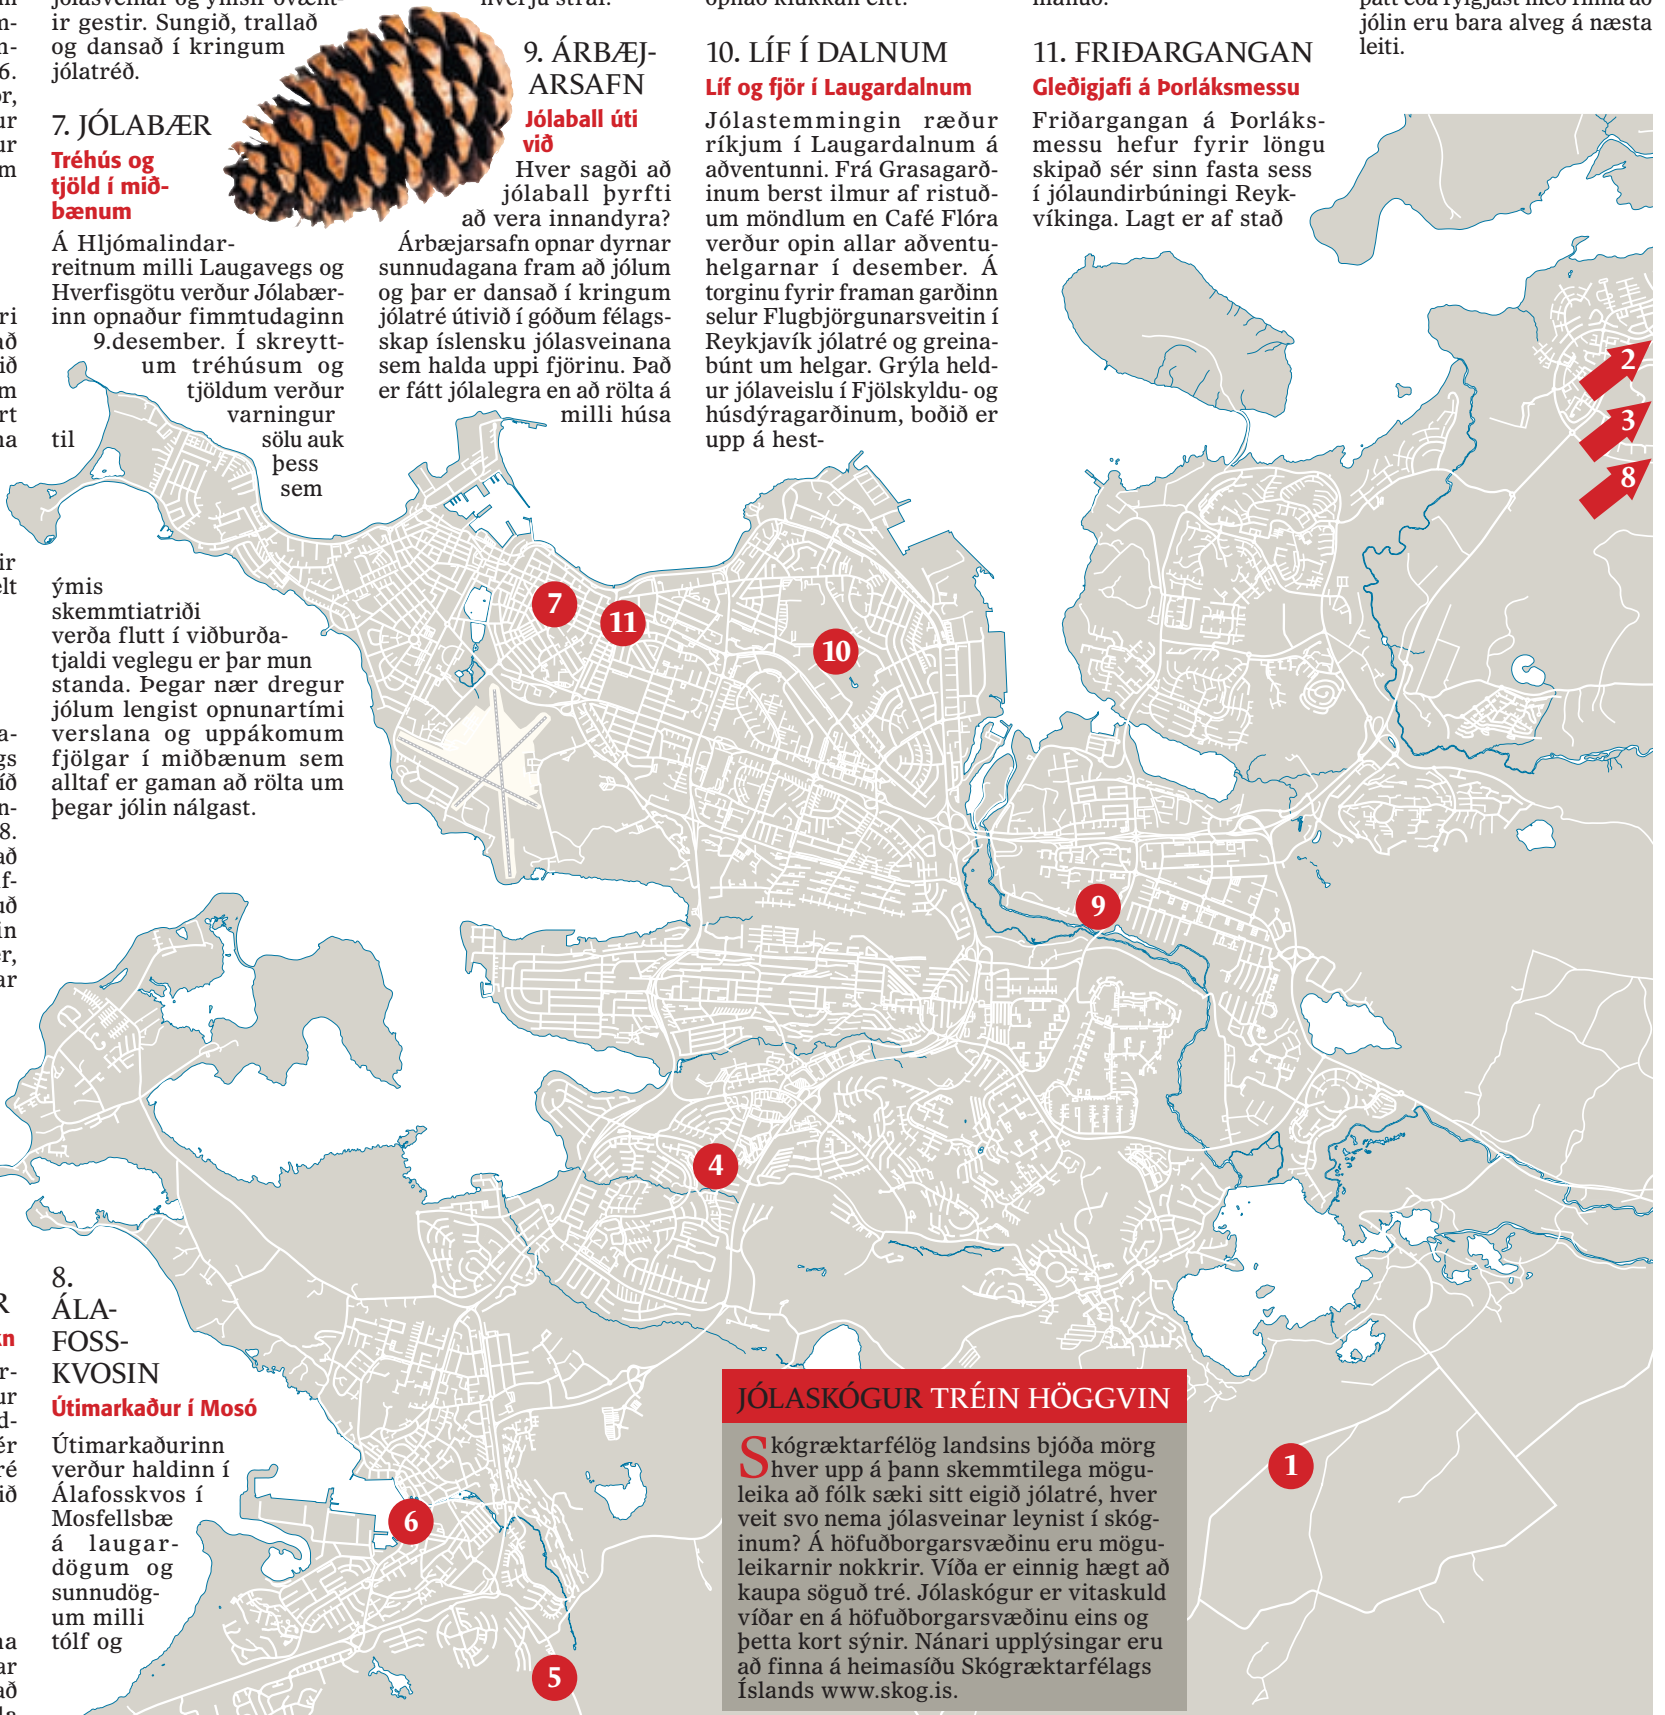 ir gestir. Sungið, trallað
og dansað í kringum
jólatréð.
7. JÓLABÆR
Tréhús og
tjöld í mið-
bænum
Á Hljómalindar-
reitnum milli Laugavegs og
Hverfisgötu verður Jólabær-
inn opnaður fimmtudaginn
9.desember. Í skreytt-
um tréhúsum og
tjöldum verður
varningur
til sölu auk
þess
sem
ýmis
skemmtiatriði
verða flutt í viðburða-
tjaldi veglegu er þar mun
standa. Þegar nær dregur
jólum lengist opnunartími
verslana og uppákomum
fjölgar í miðbænum sem
alltaf er gaman að rölta um
þegar jólin nálgast.
8.
ÁLA-
FOSS-
KVOSIN
Útimarkaður í Mosó
Útimarkaðurinn
verður haldinn í
Álafosskvos í
Mosfellsbæ
á laugar-
dögum og
sunnudög-
um milli
tólf og
9. ÁRBÆJ-
ARSAFN
Jólaball úti
við
Hver sagði að
jólaball þyrfti
að vera innandyra?
Árbæjarsafn opnar dyrnar
sunnudagana fram að jólum
og þar er dansað í kringum
jólatré útivið í góðum félags-
skap íslensku jólasveinana
sem halda uppi fjörinu. Það
er fátt jólalegra en að rölta á
milli húsa
10. LÍF Í DALNUM
Líf og fjör í Laugardalnum
Jólastemmingin ræður
ríkjum í Laugardalnum á
aðventunni. Frá Grasagarð-
inum berst ilmur af ristuð-
um möndlum en Café Flóra
verður opin allar aðventu-
helgarnar í desember. Á
torginu fyrir framan garðinn
selur Flugbjörgunarsveitin í
Reykjavík jólatré og greina-
búnt um helgar. Grýla held-
ur jólaveislu í Fjölskyldu- og
húsdýragarðinum, boðið er
upp á hest-
11. FRIÐARGANGAN
Gleðigjafi á Þorláksmessu
Friðargangan á Þorláks-
messu hefur fyrir löngu
skipað sér sinn fasta sess
í jólaundirbúningi Reyk-
víkinga. Lagt er af stað
jólin eru bara alveg á næsta
leiti.
2
3
8
7
11
10
9
4
6
5
1
JÓLASKÓGUR TRÉIN HÖGGVIN
Skógræktarfélög landsins bjóða mörg
hver upp á þann skemmtilega mögu-
leika að fólk sæki sitt eigið jólatré, hver
veit svo nema jólasveinar leynist í skóg-
inum? Á höfuðborgarsvæðinu eru mögu-
leikarnir nokkrir. Víða er einnig hægt að
kaupa söguð tré. Jólaskógur er vitaskuld
víðar en á höfuðborgarsvæðinu eins og
þetta kort sýnir. Nánari upplýsingar eru
að finna á heimasíðu Skógræktarfélags
Íslands www.skog.is.